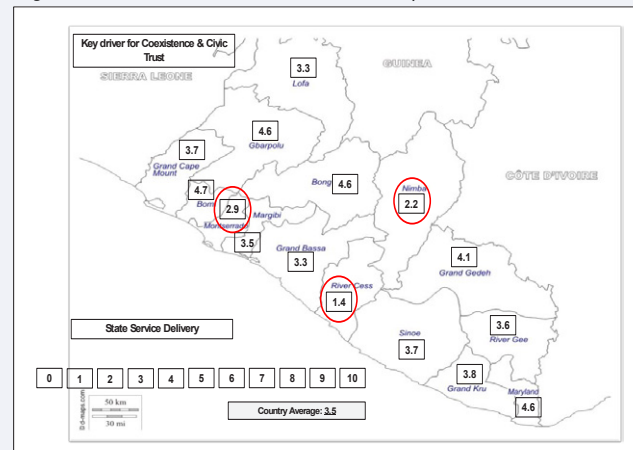 Key driver for Coexistence & Civic
Trust
SIERRA LEONE
GUINEA
3.3
Lofa
4.6
Gbarpolu
3.7
Grand Cape
Mount
CÔTE D'IVOIRE
4.7
Bom
Bong
4.6
Nimba
2.2
2.9
Montserrado
Margibi
3.5
Grand Bassa
3.3
4.1
Grand Gedeh
River Cess
1.4
State Service Delivery
Sinoe
3.7
3.6
River Gee
0 1 2 3 4 5 6 7 8 9 10
3.8
Grand Kru
Maryland
4.6
50 km
30 mi
© d-maps.com
Country Average: 3.5